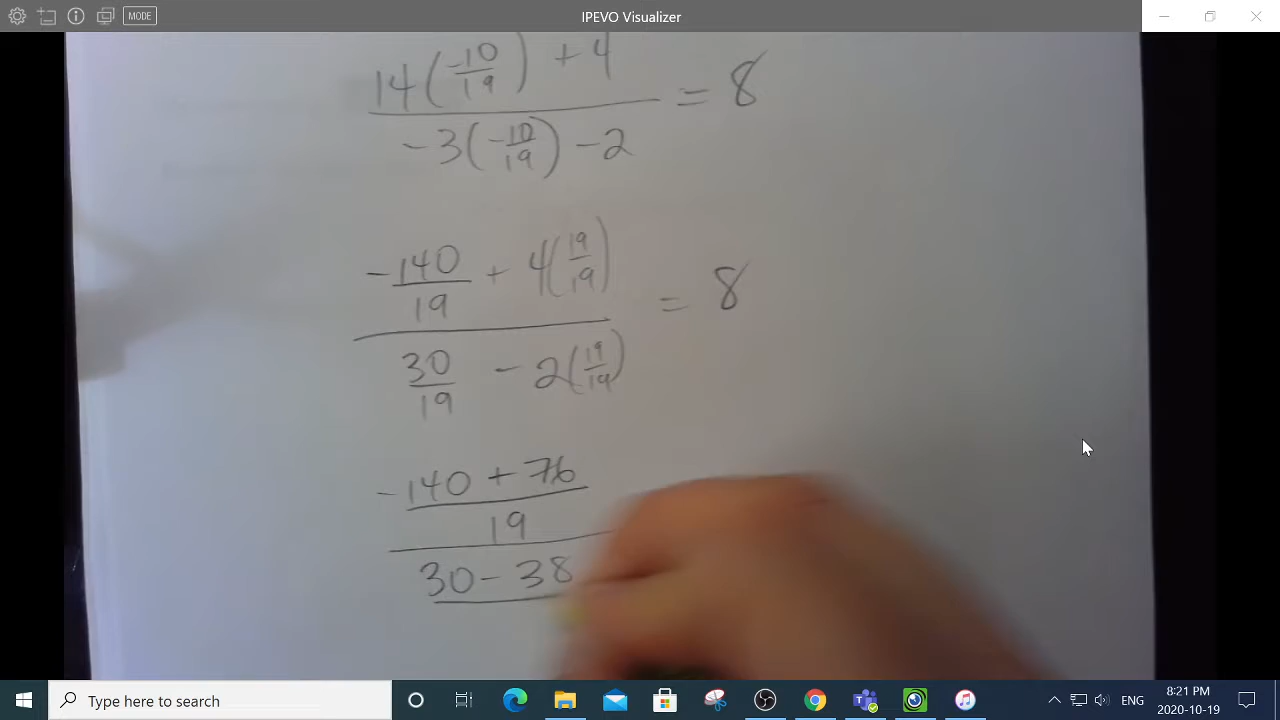 MODE
IPEVO Visualizer
14(-10/19) + 4
= 8
-3(-10/19) - 2
-140/19 + 4(19/19)
= 8
30/19 - 2(19/19)
-140 + 76
19
30 - 38
Type here to search
ENG
8:21 PM
2020-10-19